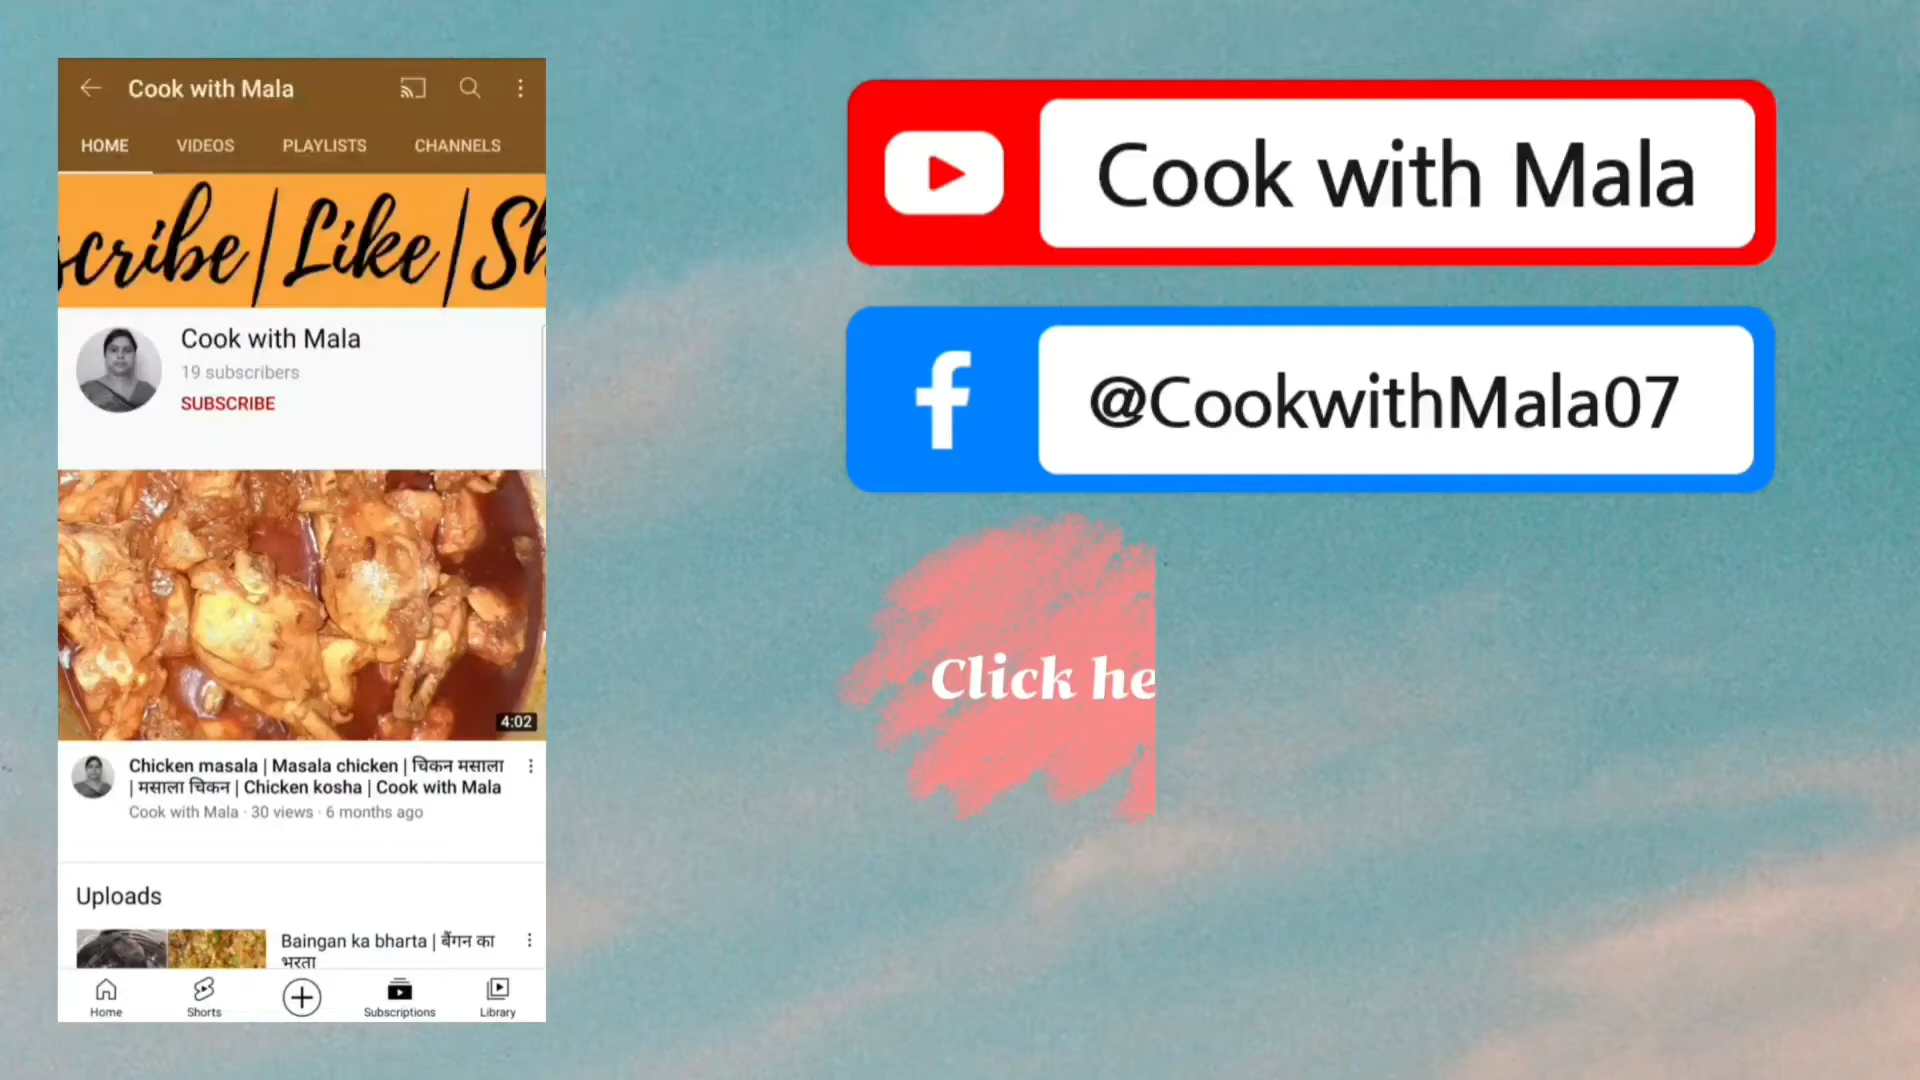 Cook with Mala
HOME VIDEOS PLAYLISTS CHANNELS
scribe | Like | Sh
Cook with Mala
19 subscribers
SUBSCRIBE
4:02
Chicken masala | Masala chicken | चिकन मसाला
| मसाला चिकन | Chicken kosha | Cook with Mala
Cook with Mala · 30 views · 6 months ago
Uploads
Baingan ka bharta | बैंगन का
भरता
Home Shorts Subscriptions Library
Cook with Mala
@CookwithMala07
Click he